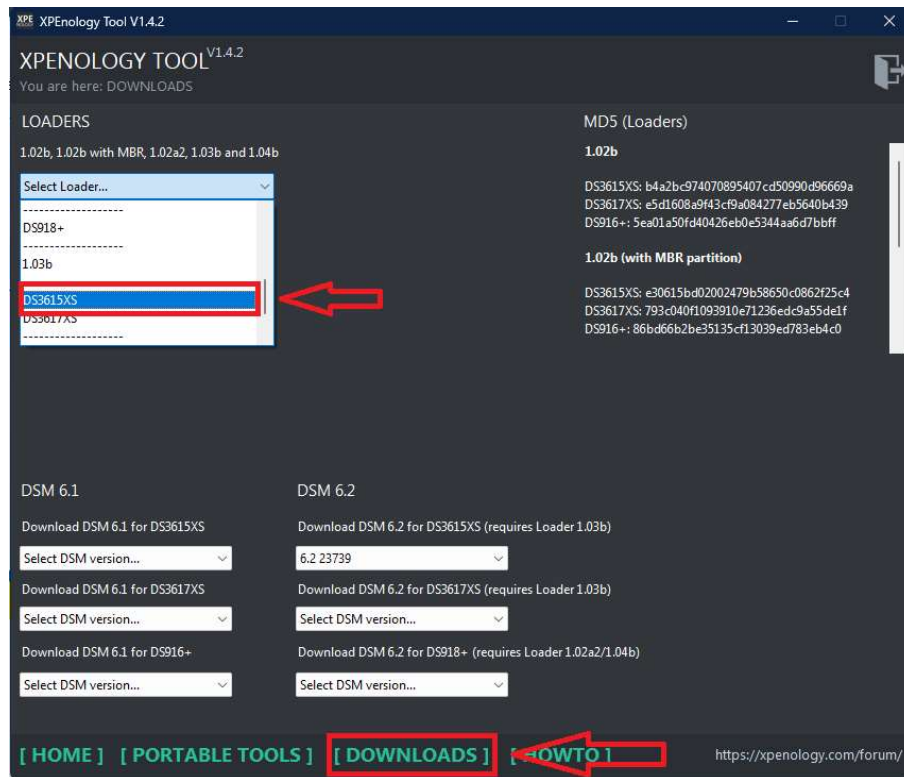 XPE XPEnology Tool V1.4.2
XPENOLOGY TOOL V1.4.2
You are here: DOWNLOADS
LOADERS
1.02b, 1.02b with MBR, 1.02a2, 1.03b and 1.04b
Select Loader...
-------------------
DS918+
-------------------
1.03b
DS3615XS
DS3617XS
-------------------
MD5 (Loaders)
1.02b
DS3615XS: b4a2bc974070895407cd50990d96669a
DS3617XS: e5d1608a9f43cf9a084277eb5640b439
DS916+: 5ea01a50fd40426eb0e5344aa6d7bbff
1.02b (with MBR partition)
DS3615XS: e30615bd02002479b58650c0862f25c4
DS3617XS: 793c040f1093910e71236edc9a55de1f
DS916+: 86bd66b2be35135cf13039ed783eb4c0
DSM 6.1
Download DSM 6.1 for DS3615XS
Select DSM version...
Download DSM 6.1 for DS3617XS
Select DSM version...
Download DSM 6.1 for DS916+
Select DSM version...
DSM 6.2
Download DSM 6.2 for DS3615XS (requires Loader 1.03b)
6.2 23739
Download DSM 6.2 for DS3617XS (requires Loader 1.03b)
Select DSM version...
Download DSM 6.2 for DS918+ (requires Loader 1.02a2/1.04b)
Select DSM version...
[ HOME ] [ PORTABLE TOOLS ] [ DOWNLOADS ] [ HOWTO ] https://xpenology.com/forum/